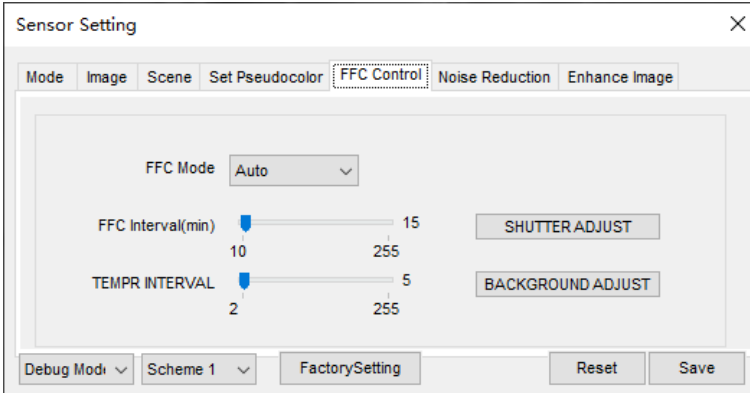 Sensor Setting
Mode Image Scene Set Pseudocolor FFC Control Noise Reduction Enhance Image
FFC Mode Auto
FFC Interval(min) 15 SHUTTER ADJUST
10 255
TEMPR INTERVAL 5 BACKGROUND ADJUST
2 255
Debug Mod Scheme 1 FactorySetting Reset Save